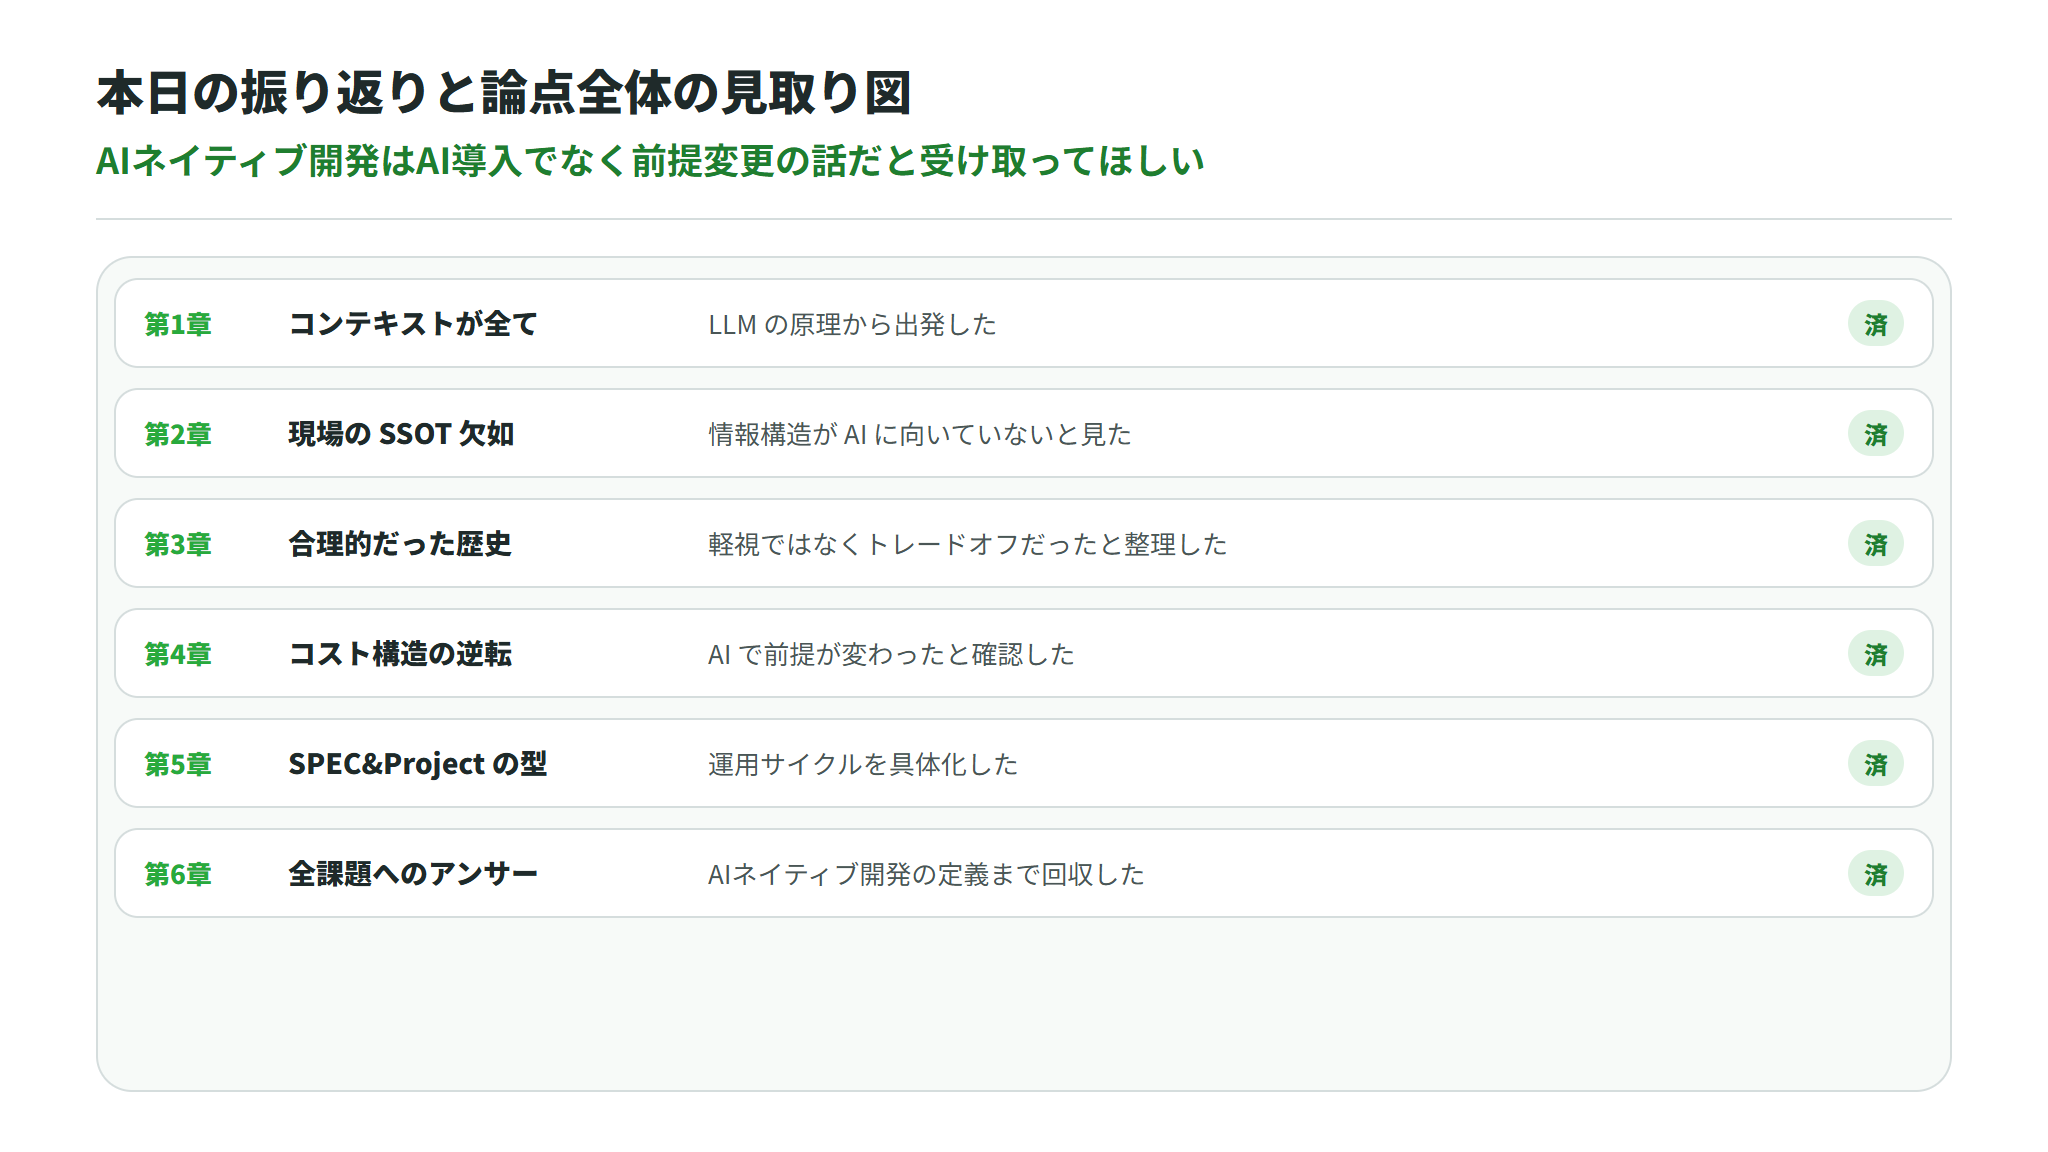 本日の振り返りと論点全体の見取り図
AIネイティブ開発はAI導入でなく前提変更の話だと受け取ってほしい
第1章 コンテキストが全て LLM の原理から出発した 済
第2章 現場の SSOT 欠如 情報構造が AI に向いていないと見た 済
第3章 合理的だった歴史 軽視ではなくトレードオフだったと整理した 済
第4章 コスト構造の逆転 AI で前提が変わったと確認した 済
第5章 SPEC&Project の型 運用サイクルを具体化した 済
第6章 全課題へのアンサー AIネイティブ開発の定義まで回収した 済